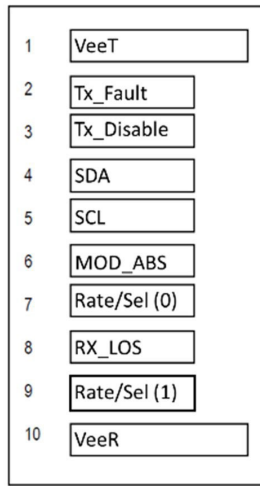 1 VeeT
2 Tx_Fault
3 Tx_Disable
4 SDA
5 SCL
6 MOD_ABS
7 Rate/Sel (0)
8 RX_LOS
9 Rate/Sel (1)
10 VeeR